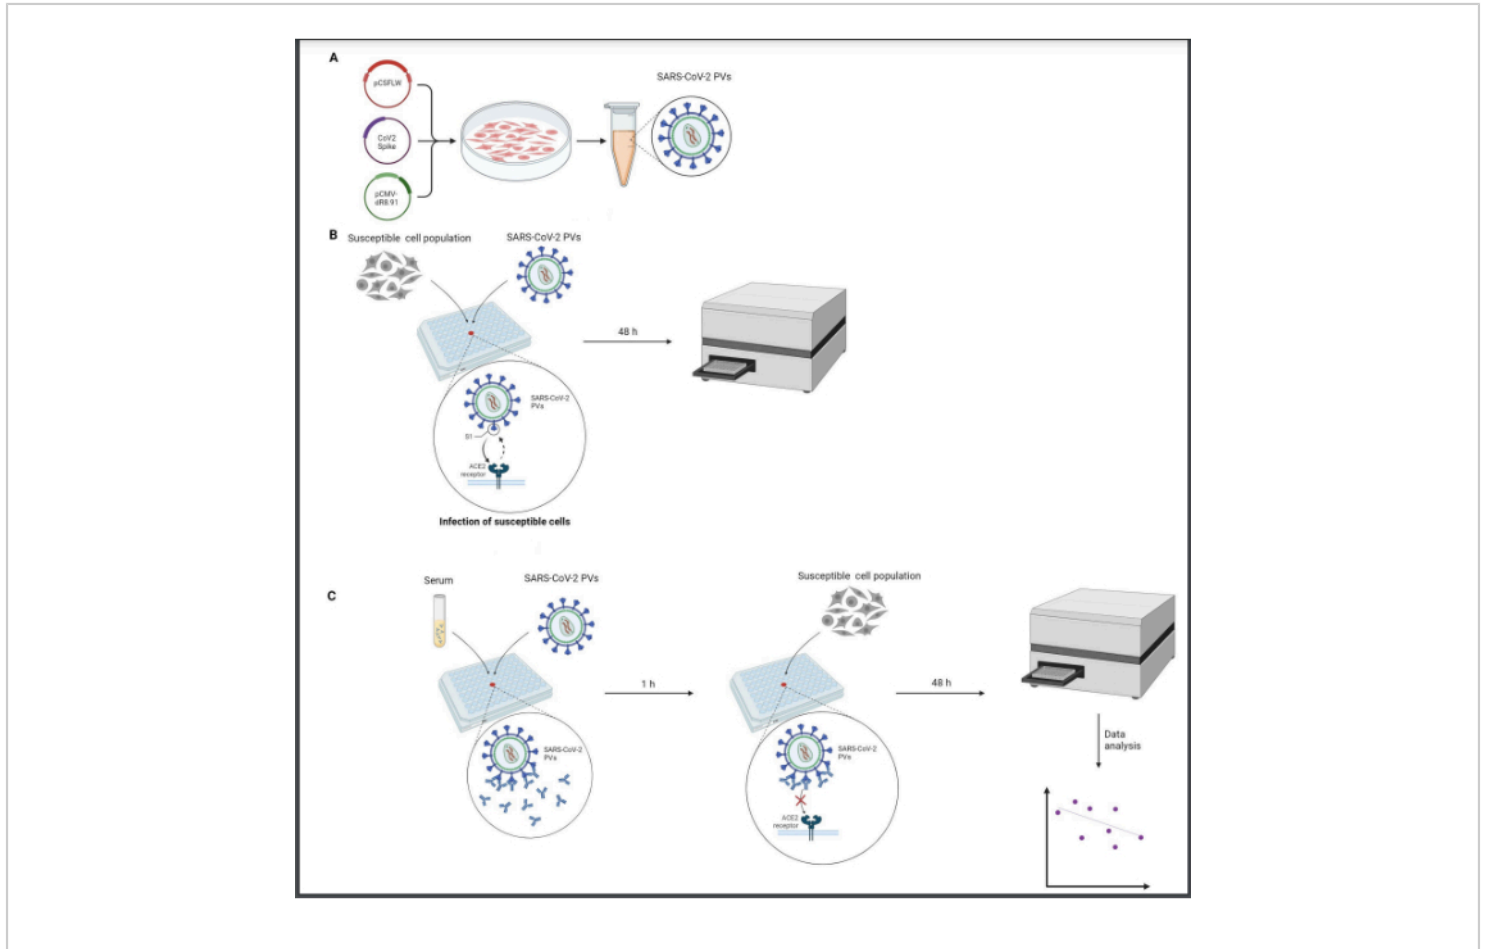 A
pCSFLW
SARS-CoV-2 PVs
CoV2
Spike
pCMV-
dR8.91
B
Susceptible cell population
SARS-CoV-2 PVs
48 h
SARS-CoV-2
PVs
S1
ACE2
receptor
Infection of susceptible cells
C
Serum
SARS-CoV-2 PVs
Susceptible cell population
1 h
48 h
SARS-CoV-2
PVs
SARS-CoV-2
PVs
ACE2
receptor
Data
analysis